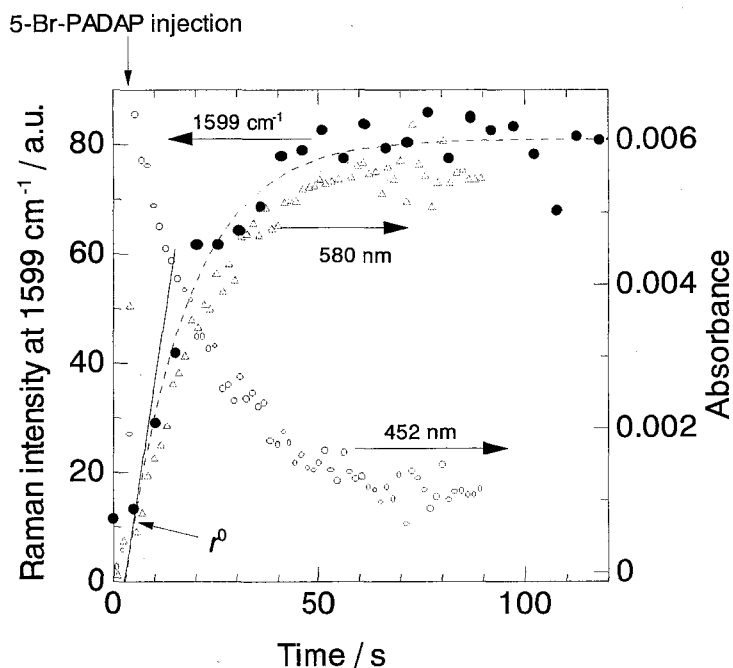 5-Br-PADAP injection
Raman intensity at 1599 cm⁻¹ / a.u.
80
60
40
20
0
1599 cm⁻¹
580 nm
452 nm
r⁰
0.006
0.004
0.002
0
Absorbance
0
50
100
Time / s